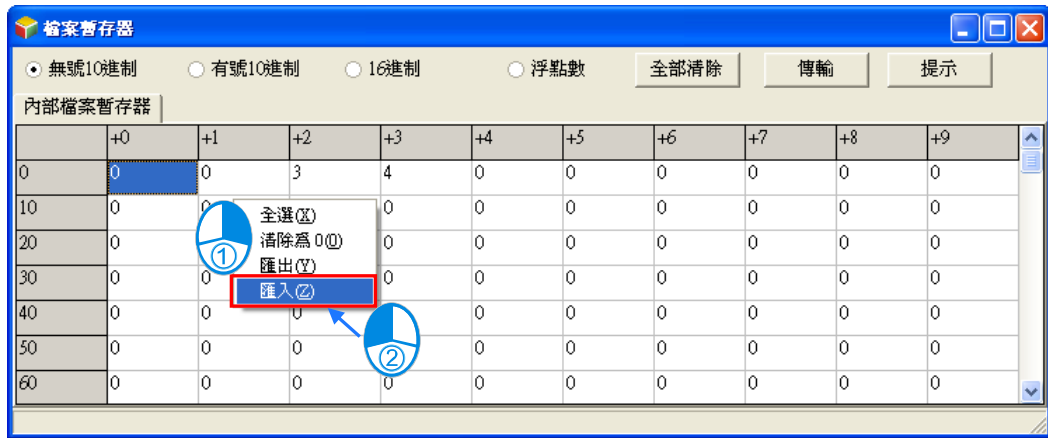 檔案暫存器
無號10進制 有號10進制 16進制 浮點數 全部清除 傳輸 提示
內部檔案暫存器
+0 +1 +2 +3 +4 +5 +6 +7 +8 +9
0 0 0 3 4 0 0 0 0 0 0
10 0 0 0 0 0 0 0 0 0
全選(X)
20 0 0 0 0 0 0 0 0
清除為 0(0)
①
匯出(Y)
30 0 0 0 0 0 0 0 0 0
匯入(Z)
40 0 0 0 0 0 0 0 0 0
50 0 0 0 0 0 0 0 0 0
②
60 0 0 0 0 0 0 0 0 0 0